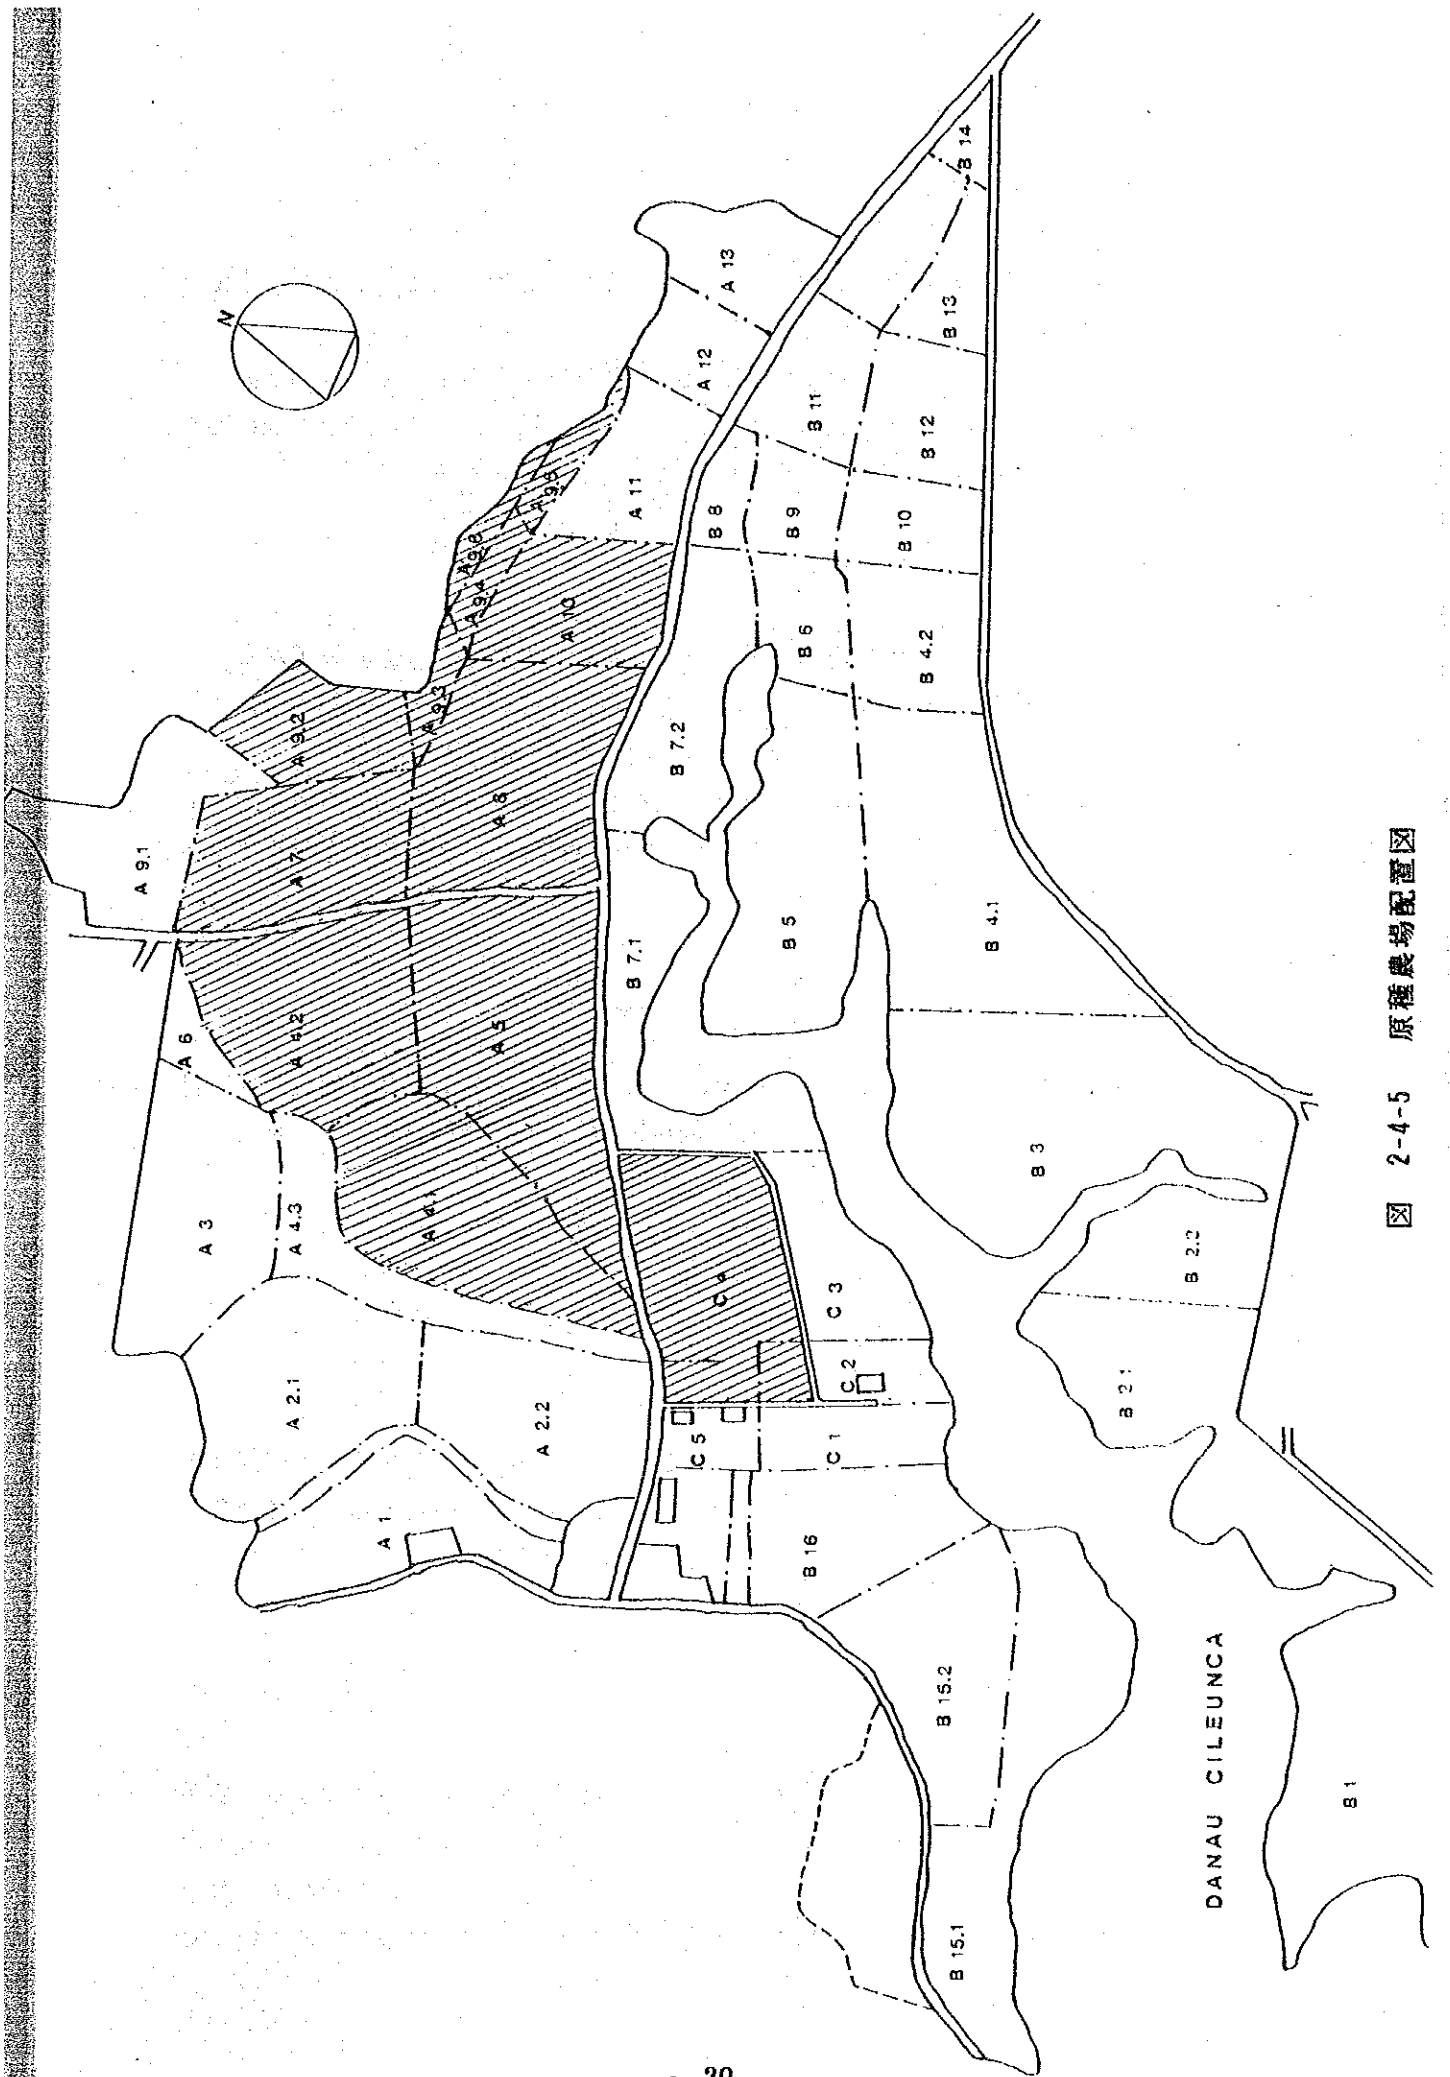 N
A 9.1
A 9.2
A 7
A 6
A 4.2
A 3
A 4.3
A 4.1
A 5
A 8
A 9.3
A 9.4
A 10
A 11
A 12
A 13
A 2.1
A 2.2
A 1
B 7.1
B 7.2
B 8
B 9
B 11
B 14
B 13
B 12
B 10
B 6
B 4.2
B 5
B 4.1
B 3
B 2.2
B 2.1
C 3
C 2
C 5
C 1
B 16
B 15.2
B 15.1
B 1
DANAU CILEUNCA
図 2-4-5 原種農場配置図